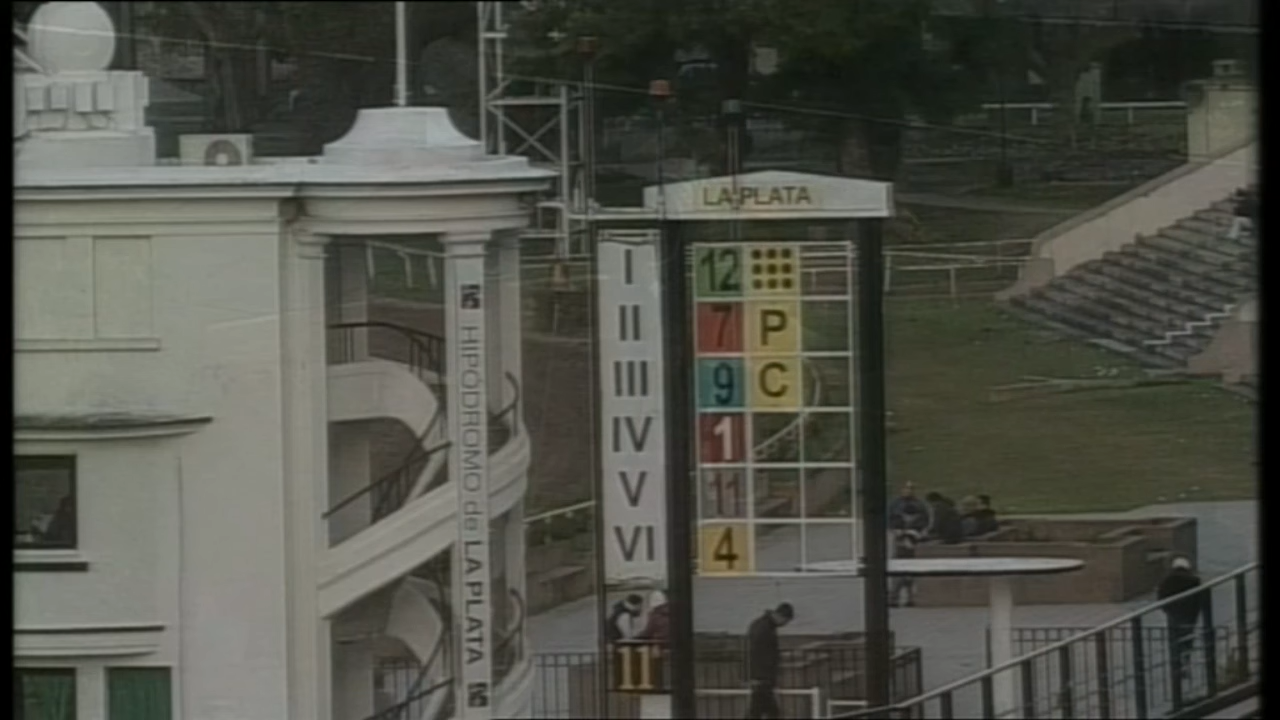 LA PLATA
I 12
II 7 P
III 9 C
IV 1
V 11
VI 4
11
HIPÓDROMO de LA PLATA